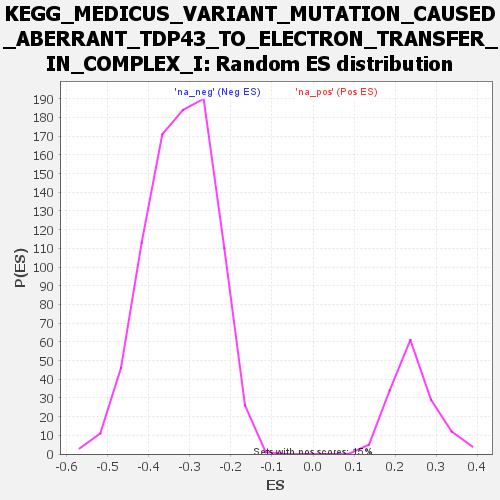 KEGG_MEDICUS_VARIANT_MUTATION_CAUSED
_ABERRANT_TDP43_TO_ELECTRON_TRANSFER_
IN_COMPLEX_I: Random ES distribution
'na_neg' (Neg ES) 'na_pos' (Pos ES)
190
180
170
160
150
140
130
120
110
100
90
80
70
60
50
40
30
20
10
0
P(ES)
Sets with pos scores: 15%
-0.6 -0.5 -0.4 -0.3 -0.2 -0.1 0.0 0.1 0.2 0.3 0.4
ES